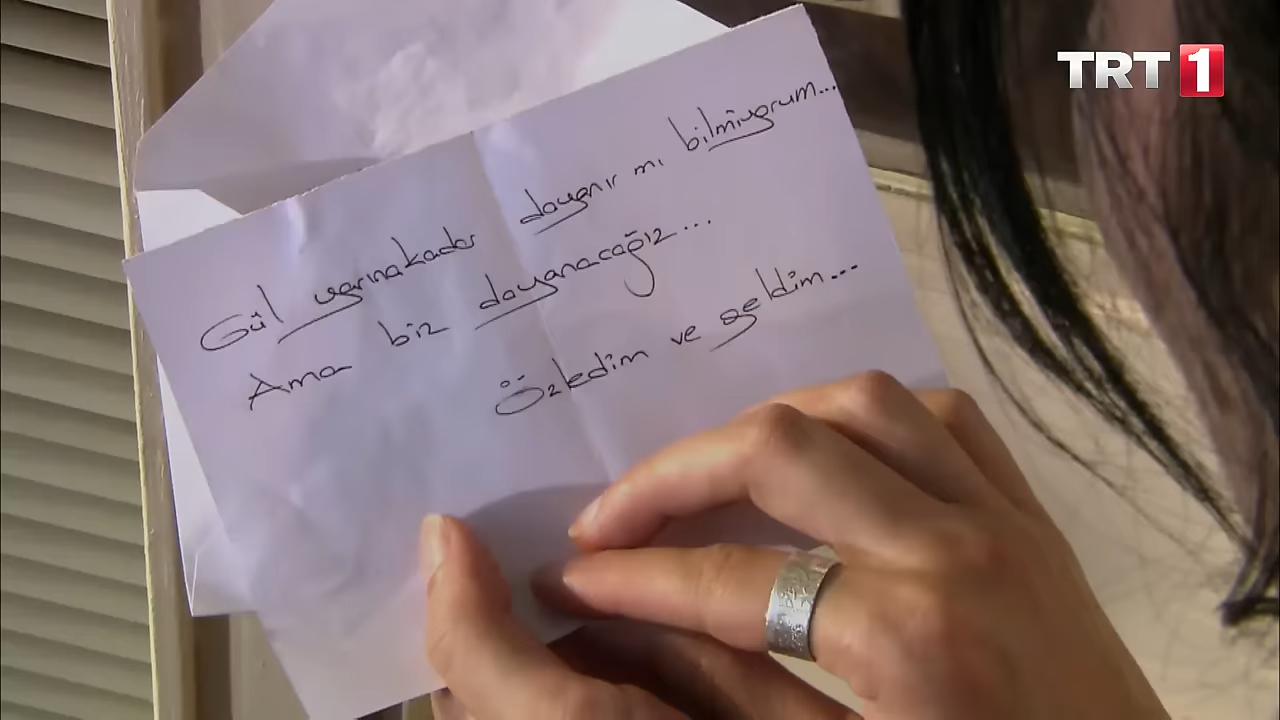 TRT 1
Gül yarınakadar dayanır mı bilmiyorum...
Ama biz dayanacağız...
Özledim ve geldim...